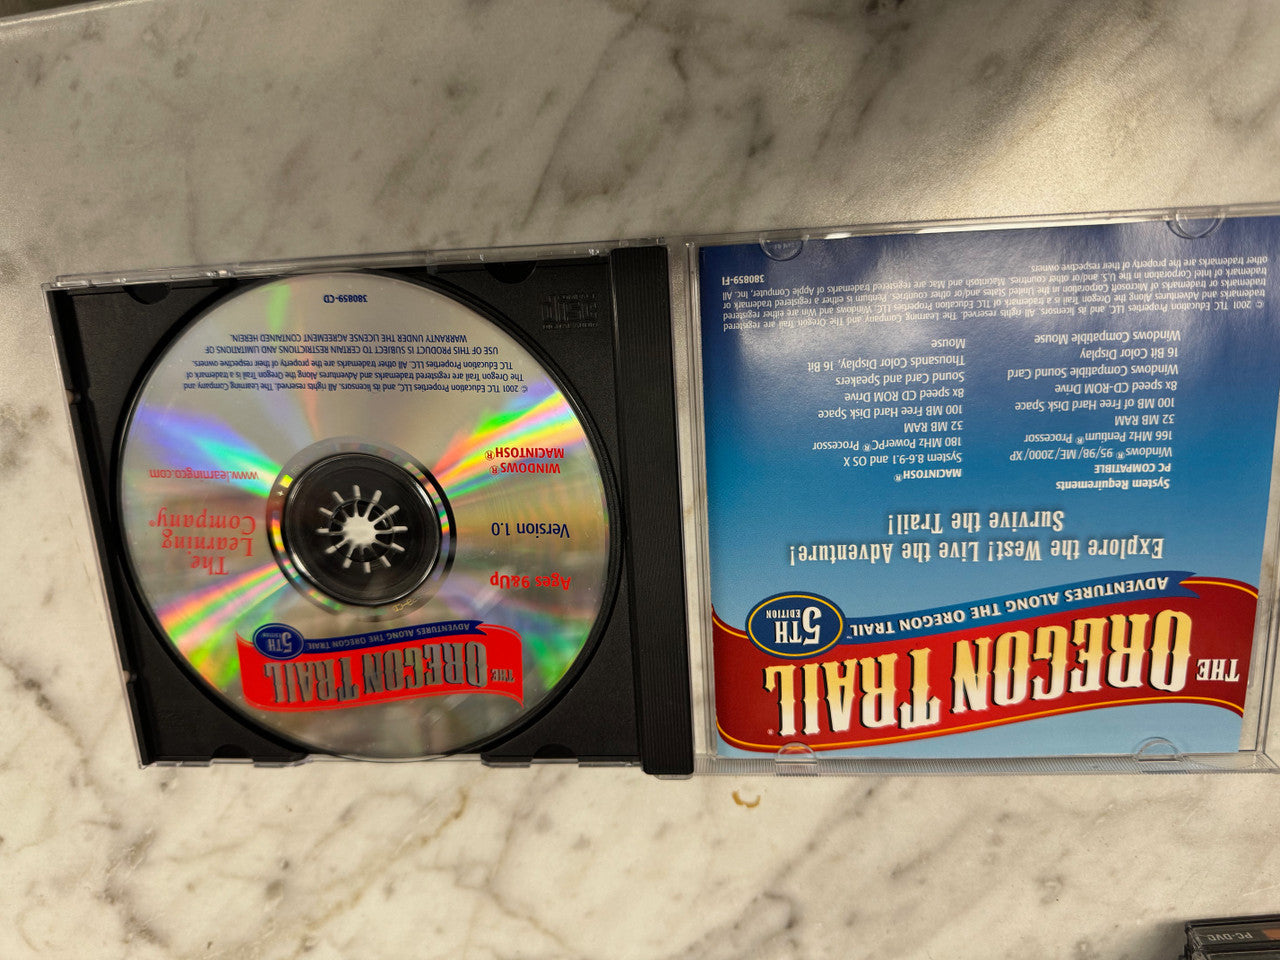 THE OREGON TRAIL®
ADVENTURES ALONG THE OREGON TRAIL™
5TH
EDITION
Explore the West! Live the Adventure!
Survive the Trail!
System Requirements
PC COMPATIBLE
Windows® 95/98/ME/2000/XP
166 MHz Pentium® Processor
32 MB RAM
100 MB of Free Hard Disk Space
8x speed CD-ROM Drive
Windows Compatible Sound Card
16 Bit Color Display
Windows Compatible Mouse
MACINTOSH®
System 8.6-9.1 and OS X
180 MHz PowerPC® Processor
32 MB RAM
100 MB Free Hard Disk Space
8x speed CD ROM Drive
Sound Card and Speakers
Thousands Color Display, 16 Bit
Mouse
© 2001 TLC Education Properties LLC, and its licensors. All rights reserved. The Learning Company and The Oregon Trail are registered
trademarks and Adventures Along the Oregon Trail is a trademark of TLC Education Properties LLC. Windows and Win are either registered
trademark or trademarks of Microsoft Corporation in the United States and/or other countries. Pentium is either a registered trademark or
trademark of Intel Corporation in the U.S. and/or other countries. Macintosh and Mac are registered trademarks of Apple Computer, Inc. All
other trademarks are the property of their respective owners.
380859-FI
THE OREGON TRAIL
ADVENTURES ALONG THE OREGON TRAIL
5TH
EDITION
Ages 9&Up
Version 1.0
WINDOWS®
MACINTOSH®
The
Learning
Company®
www.learningco.com
© 2001 TLC Education Properties LLC, and its licensors. All rights reserved. The Learning Company and
The Oregon Trail are registered trademarks and Adventures Along the Oregon Trail is a trademark of
TLC Education Properties LLC. All other trademarks are the property of their respective owners.
USE OF THIS PRODUCT IS SUBJECT TO CERTAIN RESTRICTIONS AND LIMITATIONS OF
WARRANTY UNDER THE LICENSE AGREEMENT CONTAINED HEREIN.
380859-CD
PC-DVD